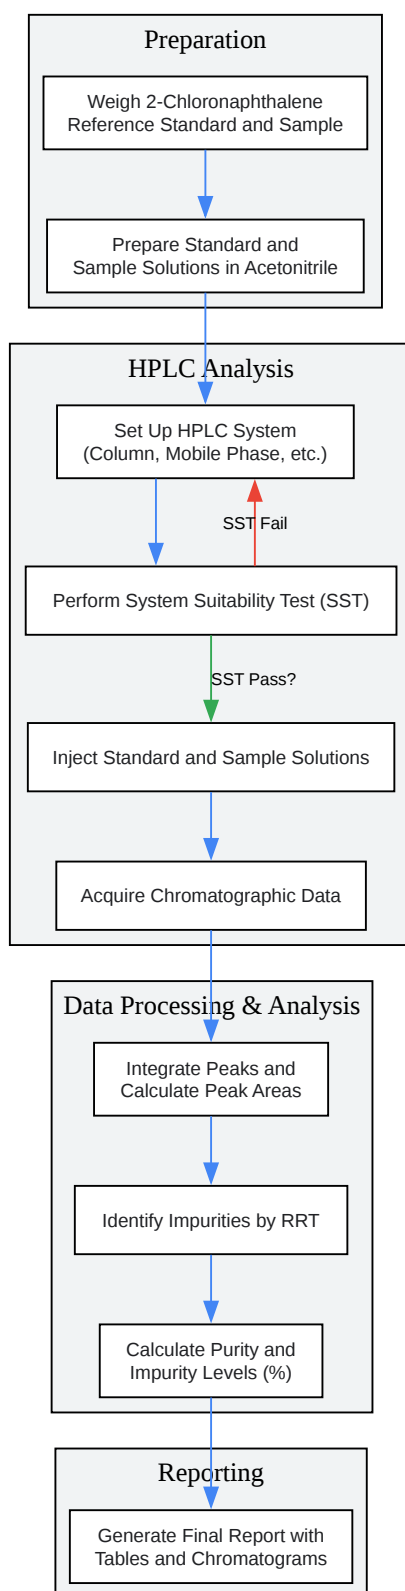 Preparation
Weigh 2-Chloronaphthalene
Reference Standard and Sample
Prepare Standard and
Sample Solutions in Acetonitrile
HPLC Analysis
Set Up HPLC System
(Column, Mobile Phase, etc.)
SST Fail
Perform System Suitability Test (SST)
SST Pass?
Inject Standard and Sample Solutions
Acquire Chromatographic Data
Data Processing & Analysis
Integrate Peaks and
Calculate Peak Areas
Identify Impurities by RRT
Calculate Purity and
Impurity Levels (%)
Reporting
Generate Final Report with
Tables and Chromatograms